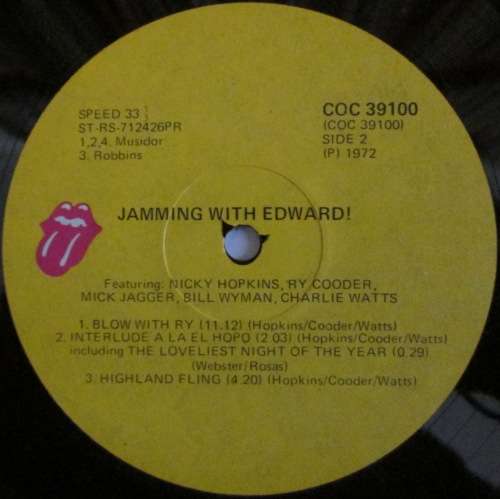 SPEED 33 1/3
ST-RS-712426PR
1,2,4. Musidor
3. Robbins
COC 39100
(COC 39100)
SIDE 2
(P) 1972
JAMMING WITH EDWARD!
Featuring: NICKY HOPKINS, RY COODER,
MICK JAGGER, BILL WYMAN, CHARLIE WATTS
1. BLOW WITH RY (11.12) (Hopkins/Cooder/Watts)
2. INTERLUDE A LA EL HOPO (2 03) (Hopkins/Cooder/Watts)
including THE LOVELIEST NIGHT OF THE YEAR (0.29)
(Webster/Rosas)
3. HIGHLAND FLING (4.20) (Hopkins/Cooder/Watts)